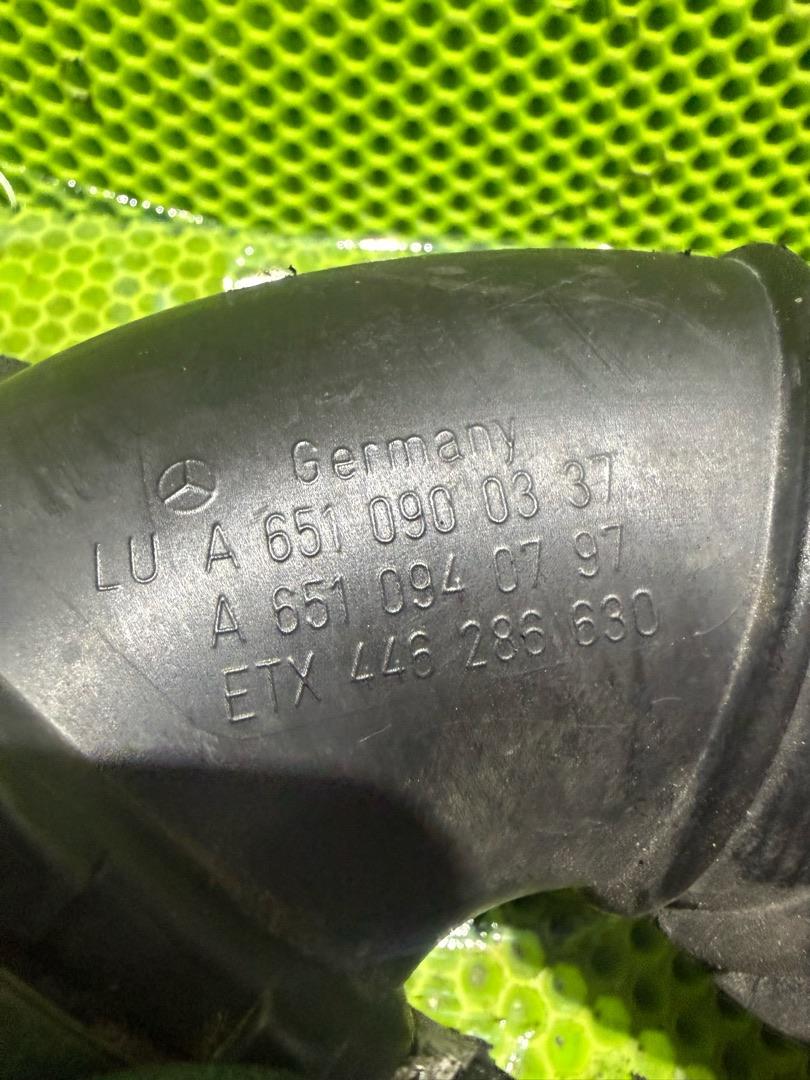 Germany
LU A 651 090 03 37
A 651 094 07 97
ETX 446 286 630